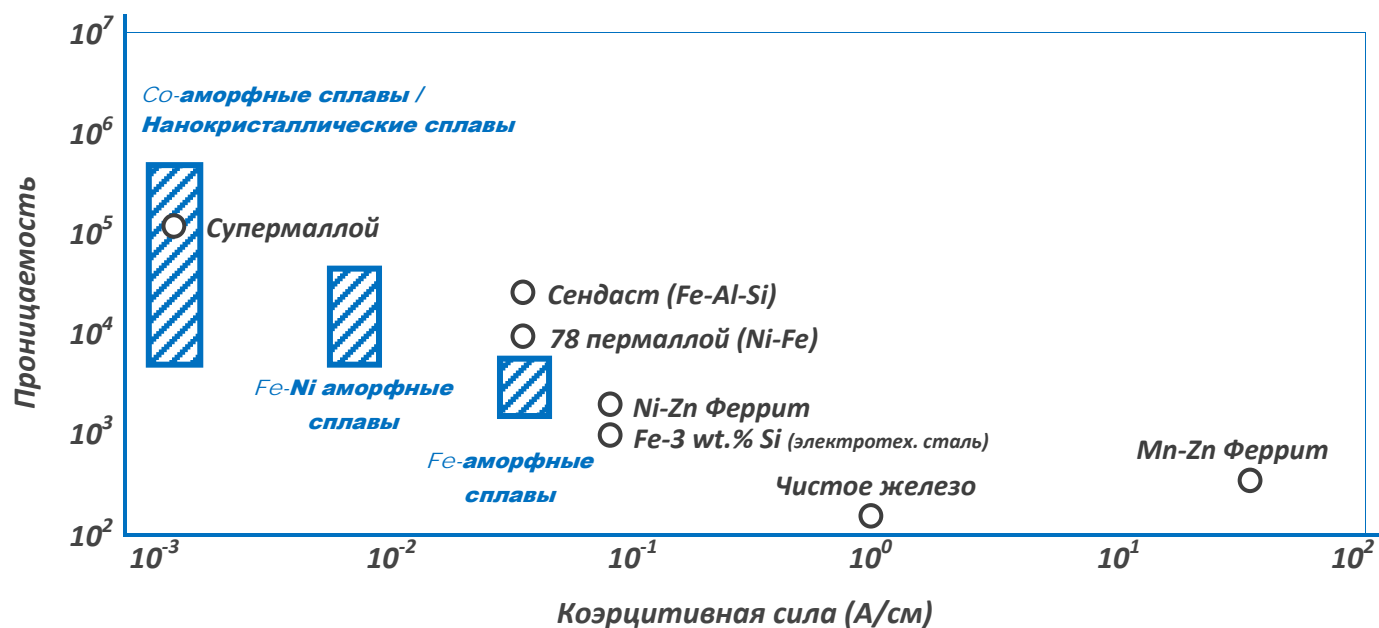 10^7
Co-аморфные сплавы /
Нанокристаллические сплавы
10^6
10^5
Супермаллой
Сендаст (Fe-Al-Si)
10^4
78 пермаллой (Ni-Fe)
Fe-Ni аморфные
сплавы
Ni-Zn Феррит
10^3
Fe-3 wt.% Si (электротех. сталь)
Fe-аморфные
сплавы
Mn-Zn Феррит
Чистое железо
10^2
Проницаемость
10^-3 10^-2 10^-1 10^0 10^1 10^2
Коэрцитивная сила (А/см)